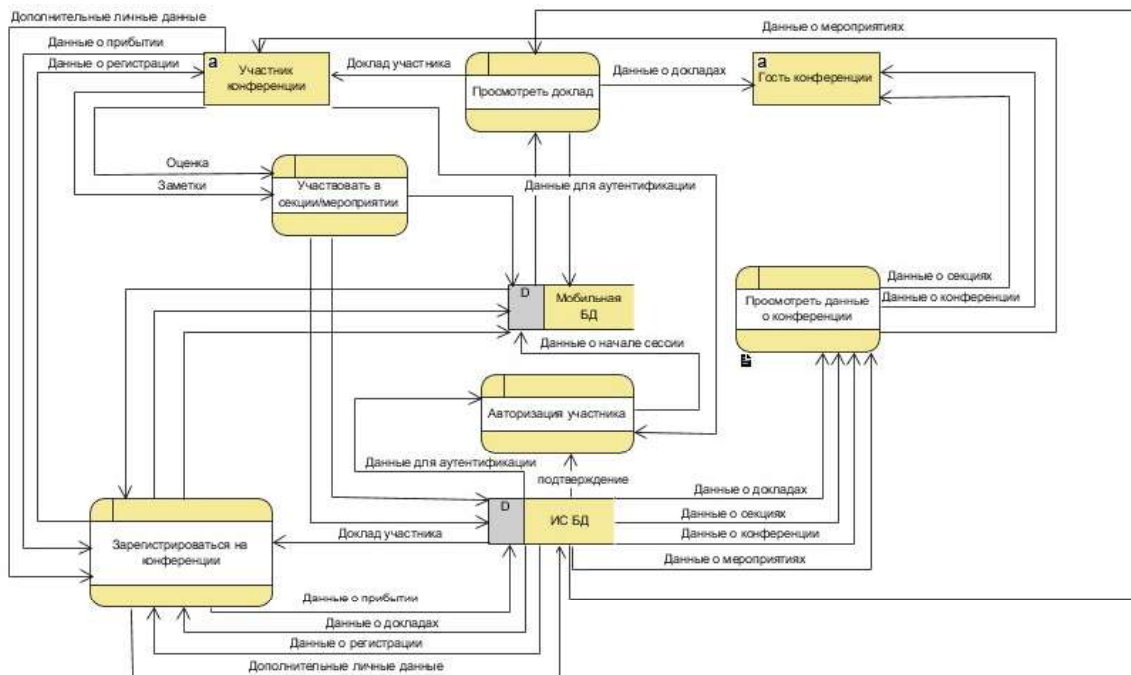 Дополнительные личные данные
Данные о прибытии
Данные о регистрации
a
Участник
конференции
Доклад участника
Просмотреть доклад
Данные о докладах
a
Гость конференции
Данные о мероприятиях
Оценка
Заметки
Участвовать в
секции/мероприятии
Данные для аутентификации
D
Мобильная
БД
Данные о секциях
Данные о конференции
Просмотреть данные
о конференции
Данные о начале сессии
Авторизация участника
Данные для аутентификации
подтверждение
D
ИС БД
Данные о докладах
Данные о секциях
Данные о конференции
Данные о мероприятиях
Доклад участника
Зарегистрироваться на
конференции
Данные о прибытии
Данные о докладах
Данные о регистрации
Дополнительные личные данные